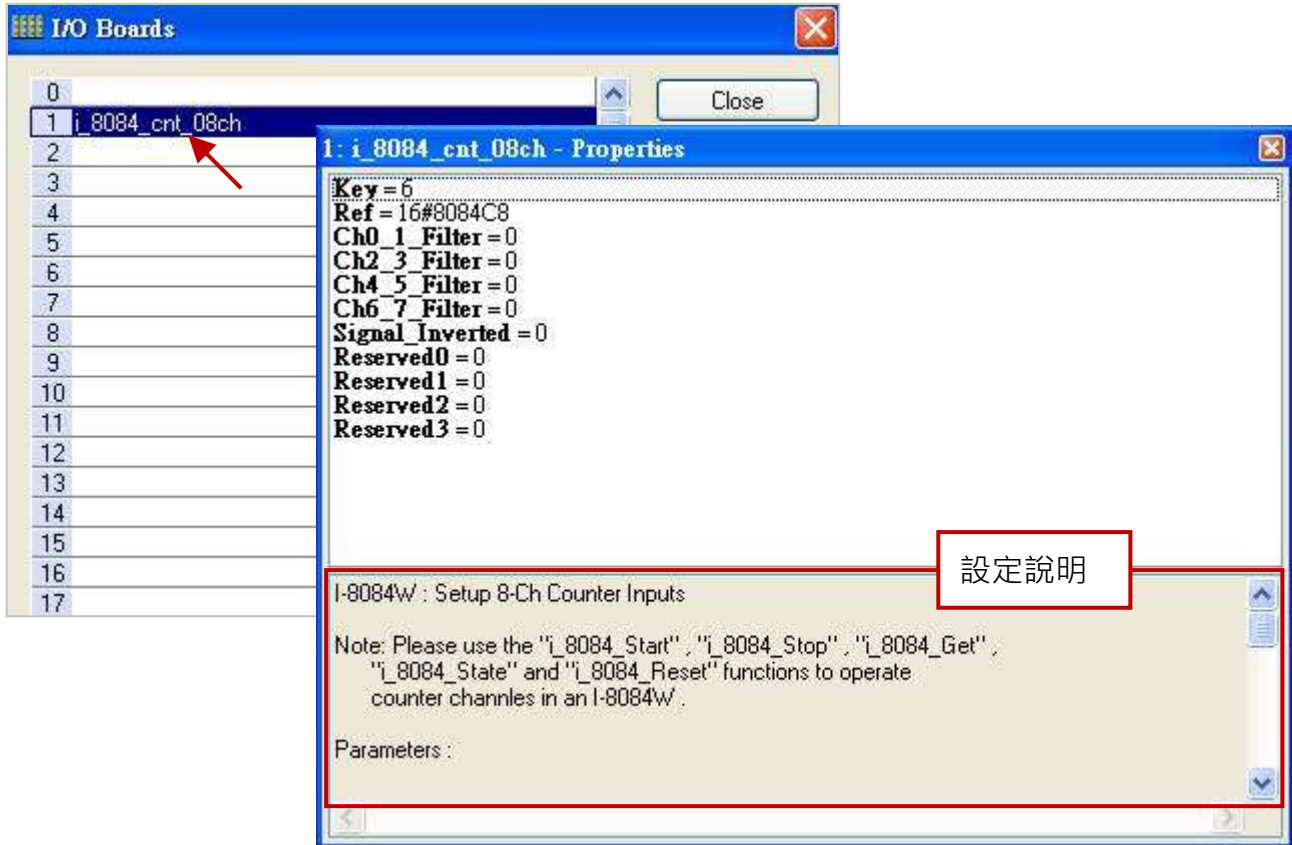 I/O Boards
0
Close
1 i_8084_cnt_08ch
2
3
4
5
6
7
8
9
10
11
12
13
14
15
16
17
1: i_8084_cnt_08ch - Properties
Key = 6
Ref = 16#8084C8
Ch0_1_Filter = 0
Ch2_3_Filter = 0
Ch4_5_Filter = 0
Ch6_7_Filter = 0
Signal_Inverted = 0
Reserved0 = 0
Reserved1 = 0
Reserved2 = 0
Reserved3 = 0
設定說明
I-8084W : Setup 8-Ch Counter Inputs
Note: Please use the "i_8084_Start" , "i_8084_Stop" , "i_8084_Get" ,
"i_8084_State" and "i_8084_Reset" functions to operate
counter channles in an I-8084W .
Parameters :